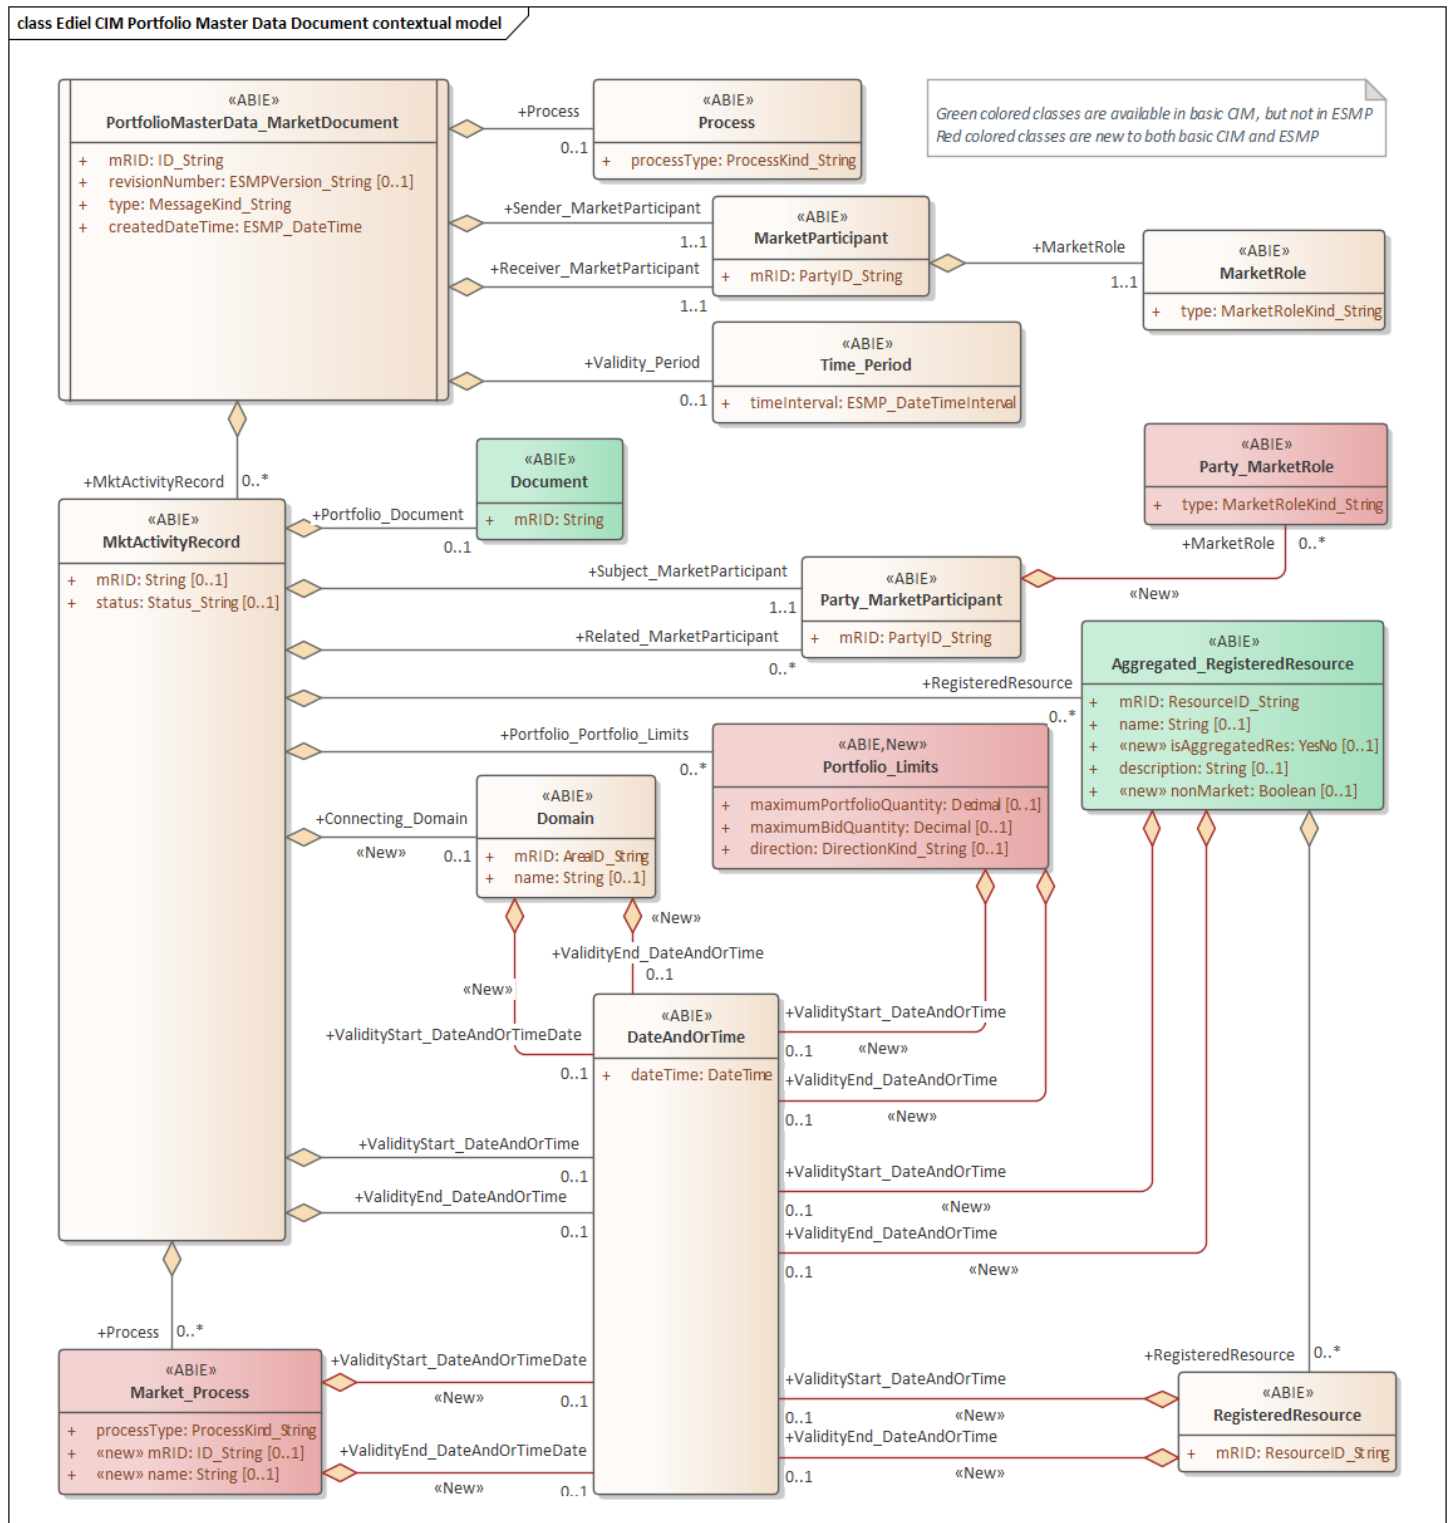 class Ediel CIM Portfolio Master Data Document contextual model
«ABIE»
PortfolioMasterData_MarketDocument
+ mRID: ID_String
+ revisionNumber: ESMPVersion_String [0..1]
+ type: MessageKind_String
+ createdDateTime: ESMP_DateTime
+Process
0..1
«ABIE»
Process
+ processType: ProcessKind_String
Green colored classes are available in basic CIM, but not in ESMP
Red colored classes are new to both basic CIM and ESMP
+Sender_MarketParticipant
1..1
+Receiver_MarketParticipant
1..1
«ABIE»
MarketParticipant
+ mRID: PartyID_String
+MarketRole
1..1
«ABIE»
MarketRole
+ type: MarketRoleKind_String
+Validity_Period
0..1
«ABIE»
Time_Period
+ timeInterval: ESMP_DateTimeInterval
+MktActivityRecord
0..*
«ABIE»
MktActivityRecord
+ mRID: String [0..1]
+ status: Status_String [0..1]
+Portfolio_Document
0..1
«ABIE»
Document
+ mRID: String
«ABIE»
Party_MarketRole
+ type: MarketRoleKind_String
+MarketRole
0..*
«New»
+Subject_MarketParticipant
1..1
+Related_MarketParticipant
0..*
«ABIE»
Party_MarketParticipant
+ mRID: PartyID_String
+RegisteredResource
0..*
«ABIE»
Aggregated_RegisteredResource
+ mRID: ResourceID_String
+ name: String [0..1]
+ «new» isAggregatedRes: YesNo [0..1]
+ description: String [0..1]
+ «new» nonMarket: Boolean [0..1]
+Portfolio_Portfolio_Limits
0..*
«ABIE,New»
Portfolio_Limits
+ maximumPortfolioQuantity: Decimal [0..1]
+ maximumBidQuantity: Decimal [0..1]
+ direction: DirectionKind_String [0..1]
+Connecting_Domain
«New»
0..1
«ABIE»
Domain
+ mRID: AreaID_String
+ name: String [0..1]
«New»
+ValidityEnd_DateAndOrTime
0..1
«New»
+ValidityStart_DateAndOrTimeDate
0..1
«ABIE»
DateAndOrTime
+ dateTime: DateTime
+ValidityStart_DateAndOrTime
0..1
«New»
+ValidityEnd_DateAndOrTime
0..1
«New»
+ValidityStart_DateAndOrTime
0..1
+ValidityEnd_DateAndOrTime
0..1
+ValidityStart_DateAndOrTime
0..1
«New»
+ValidityEnd_DateAndOrTime
0..1
«New»
+Process
0..*
«ABIE»
Market_Process
+ processType: ProcessKind_String
+ «new» mRID: ID_String [0..1]
+ «new» name: String [0..1]
+ValidityStart_DateAndOrTimeDate
«New»
0..1
+ValidityEnd_DateAndOrTimeDate
«New»
0..1
+ValidityStart_DateAndOrTime
0..1
«New»
+ValidityEnd_DateAndOrTime
0..1
«New»
+RegisteredResource
0..*
«ABIE»
RegisteredResource
+ mRID: ResourceID_String